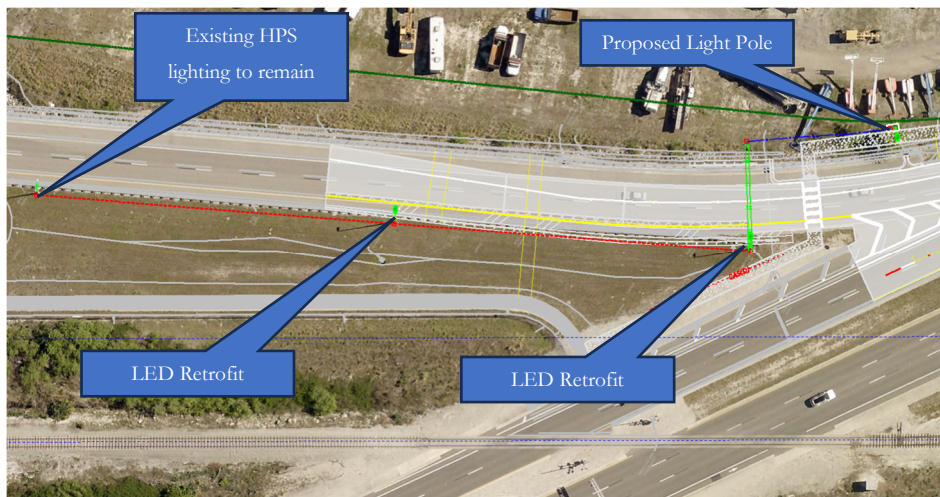 Existing HPS
lighting to remain
Proposed Light Pole
LED Retrofit
LED Retrofit